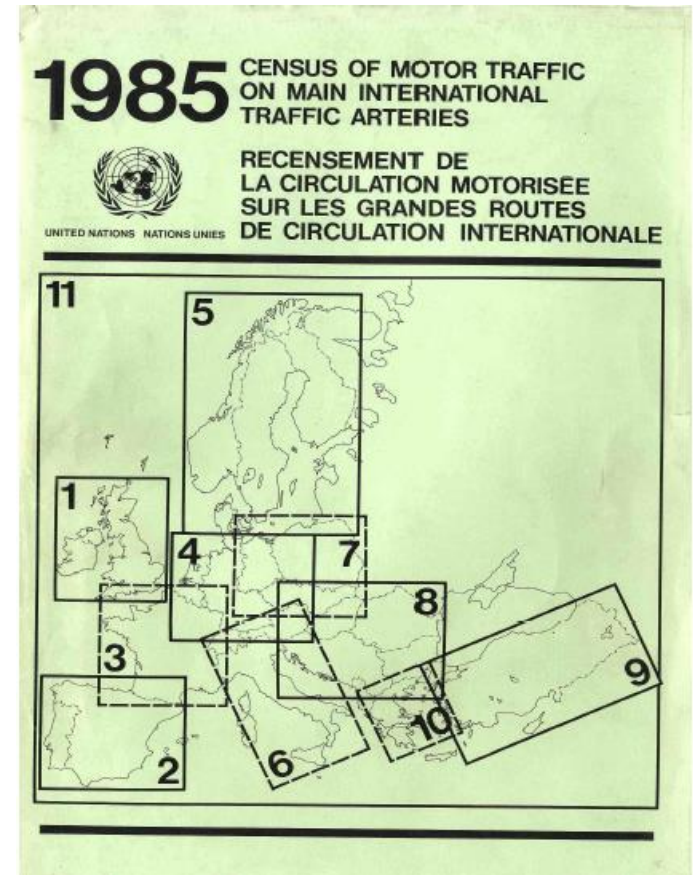 1985
CENSUS OF MOTOR TRAFFIC
ON MAIN INTERNATIONAL
TRAFFIC ARTERIES
RECENSEMENT DE
LA CIRCULATION MOTORISÉE
SUR LES GRANDES ROUTES
DE CIRCULATION INTERNATIONALE
UNITED NATIONS NATIONS UNIES
11
5
1
4
7
8
3
9
10
2
6